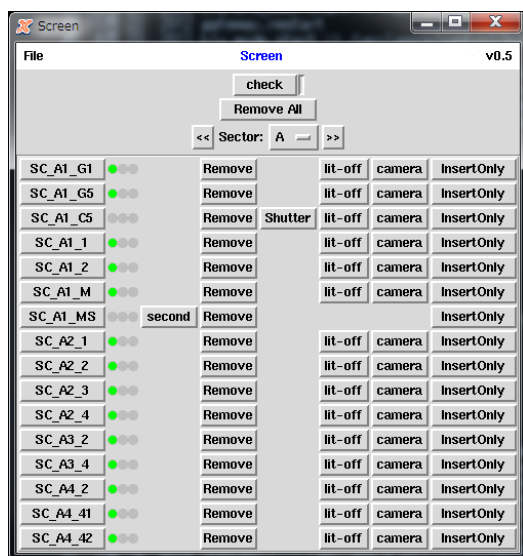 Screen
File Screen v0.5
check
Remove All
<< Sector: A >>
SC_A1_G1 Remove lit-off camera InsertOnly
SC_A1_G5 Remove lit-off camera InsertOnly
SC_A1_C5 Remove Shutter lit-off camera InsertOnly
SC_A1_1 Remove lit-off camera InsertOnly
SC_A1_2 Remove lit-off camera InsertOnly
SC_A1_M Remove lit-off camera InsertOnly
SC_A1_MS second Remove InsertOnly
SC_A2_1 Remove lit-off camera InsertOnly
SC_A2_2 Remove lit-off camera InsertOnly
SC_A2_3 Remove lit-off camera InsertOnly
SC_A2_4 Remove lit-off camera InsertOnly
SC_A3_2 Remove lit-off camera InsertOnly
SC_A3_4 Remove lit-off camera InsertOnly
SC_A4_2 Remove lit-off camera InsertOnly
SC_A4_41 Remove lit-off camera InsertOnly
SC_A4_42 Remove lit-off camera InsertOnly